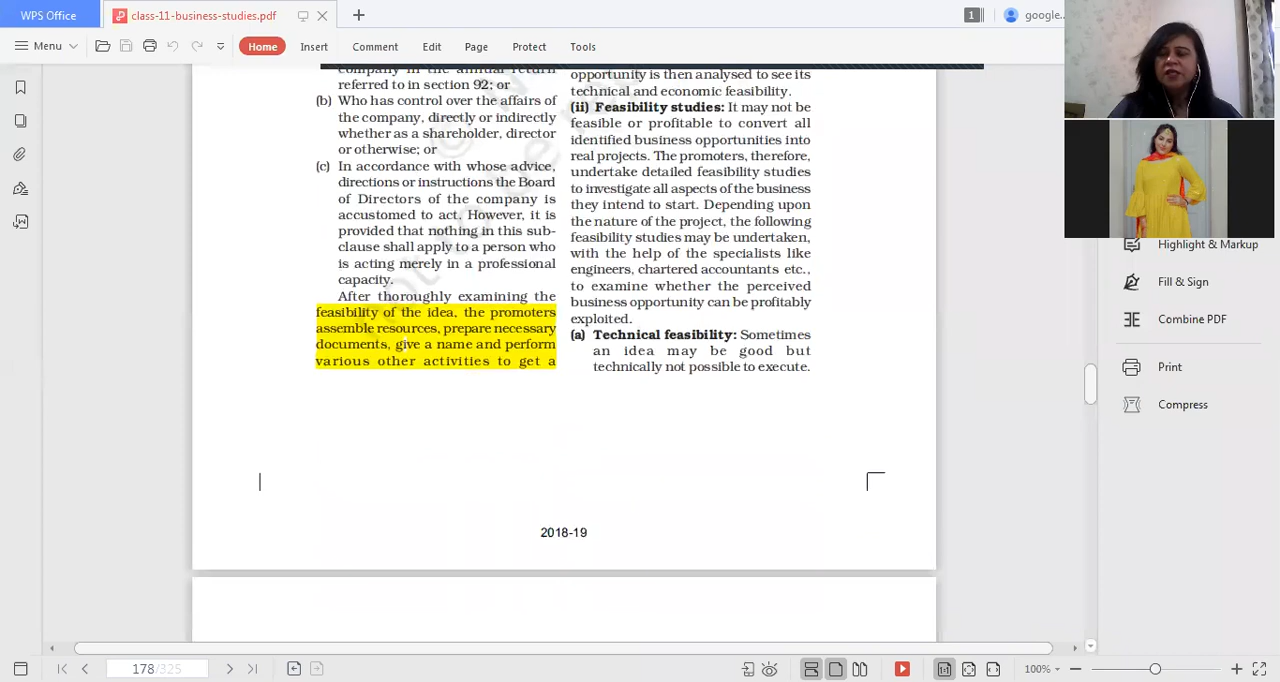 WPS Office
class-11-business-studies.pdf
1
google...
Menu
Home
Insert
Comment
Edit
Page
Protect
Tools
company in the annual return
referred to in section 92; or
(b) Who has control over the affairs of
the company, directly or indirectly
whether as a shareholder, director
or otherwise; or
(c) In accordance with whose advice,
directions or instructions the Board
of Directors of the company is
accustomed to act. However, it is
provided that nothing in this sub-
clause shall apply to a person who
is acting merely in a professional
capacity.
After thoroughly examining the
feasibility of the idea, the promoters
assemble resources, prepare necessary
documents, give a name and perform
various other activities to get a
opportunity is then analysed to see its
technical and economic feasibility.
(ii) Feasibility studies: It may not be
feasible or profitable to convert all
identified business opportunities into
real projects. The promoters, therefore,
undertake detailed feasibility studies
to investigate all aspects of the business
they intend to start. Depending upon
the nature of the project, the following
feasibility studies may be undertaken,
with the help of the specialists like
engineers, chartered accountants etc.,
to examine whether the perceived
business opportunity can be profitably
exploited.
(a) Technical feasibility: Sometimes
an idea may be good but
technically not possible to execute.
2018-19
Highlight & Markup
Fill & Sign
Combine PDF
Print
Compress
178/325
100%